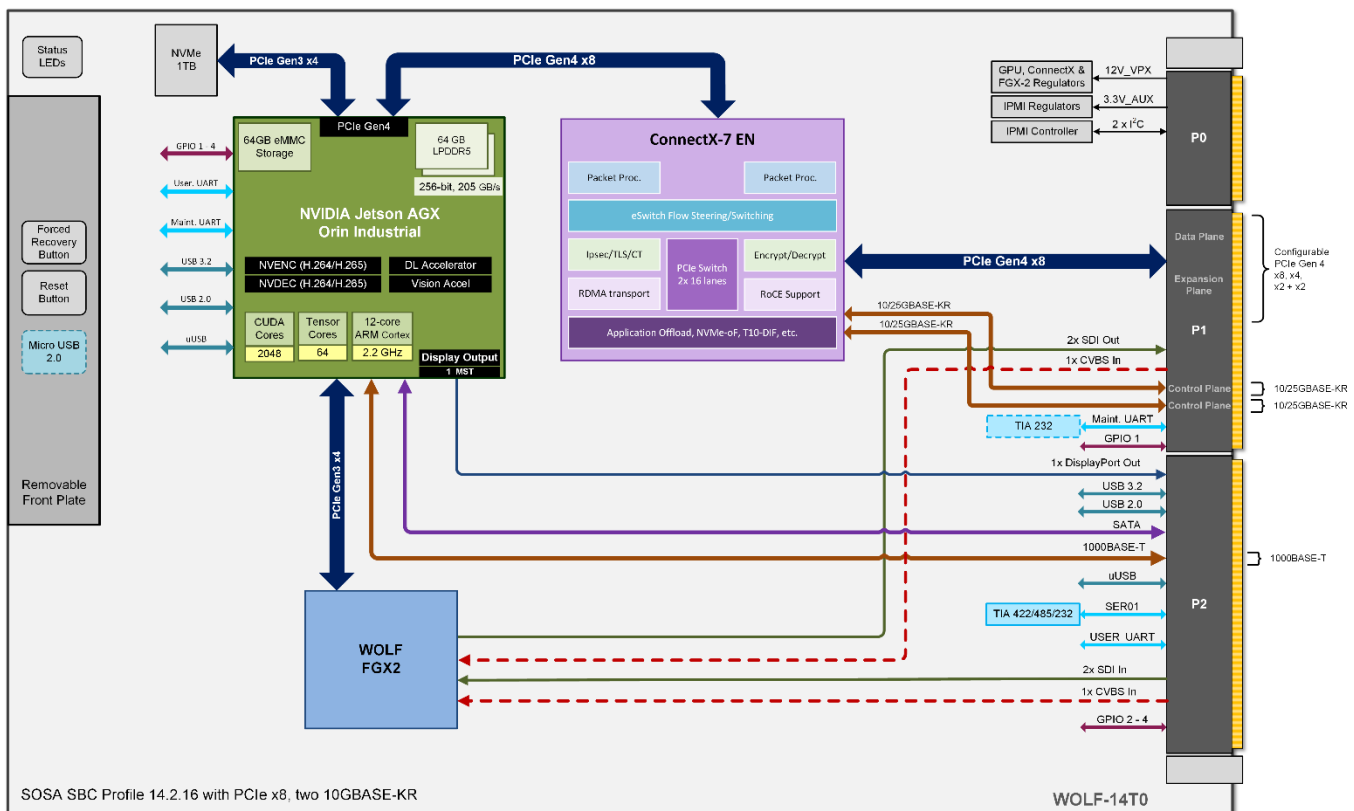 Status
LEDs
NVMe
1TB
PCIe Gen3 x4
PCIe Gen4 x8
GPU, ConnectX &
FGX-2 Regulators
12V_VPX
IPMI Regulators
3.3V_AUX
IPMI Controller
2 x I²C
P0
PCIe Gen4
64GB eMMC
Storage
64 GB
LPDDR5
256-bit, 205 GB/s
NVIDIA Jetson AGX
Orin Industrial
NVENC (H.264/H.265)
DL Accelerator
NVDEC (H.264/H.265)
Vision Accel
CUDA
Cores
2048
Tensor
Cores
64
12-core
ARM Cortex
2.2 GHz
Display Output
1 MST
GPIO 1 - 4
User. UART
Maint. UART
USB 3.2
USB 2.0
uUSB
Forced
Recovery
Button
Reset
Button
Micro USB
2.0
Removable
Front Plate
ConnectX-7 EN
Packet Proc.
Packet Proc.
eSwitch Flow Steering/Switching
Ipsec/TLS/CT
PCIe Switch
2x 16 lanes
Encrypt/Decrypt
RDMA transport
RoCE Support
Application Offload, NVMe-oF, T10-DIF, etc.
PCIe Gen4 x8
10/25GBASE-KR
10/25GBASE-KR
Data Plane
Expansion
Plane
P1
Configurable
PCIe Gen 4
x8, x4,
x2 + x2
2x SDI Out
1x CVBS In
Control Plane
10/25GBASE-KR
Control Plane
10/25GBASE-KR
TIA 232
Maint. UART
GPIO 1
1x DisplayPort Out
USB 3.2
USB 2.0
SATA
1000BASE-T
1000BASE-T
uUSB
TIA 422/485/232
SER01
P2
USER UART
2x SDI In
1x CVBS In
GPIO 2 - 4
PCIe Gen3 x4
WOLF
FGX2
SOSA SBC Profile 14.2.16 with PCIe x8, two 10GBASE-KR
WOLF-14T0